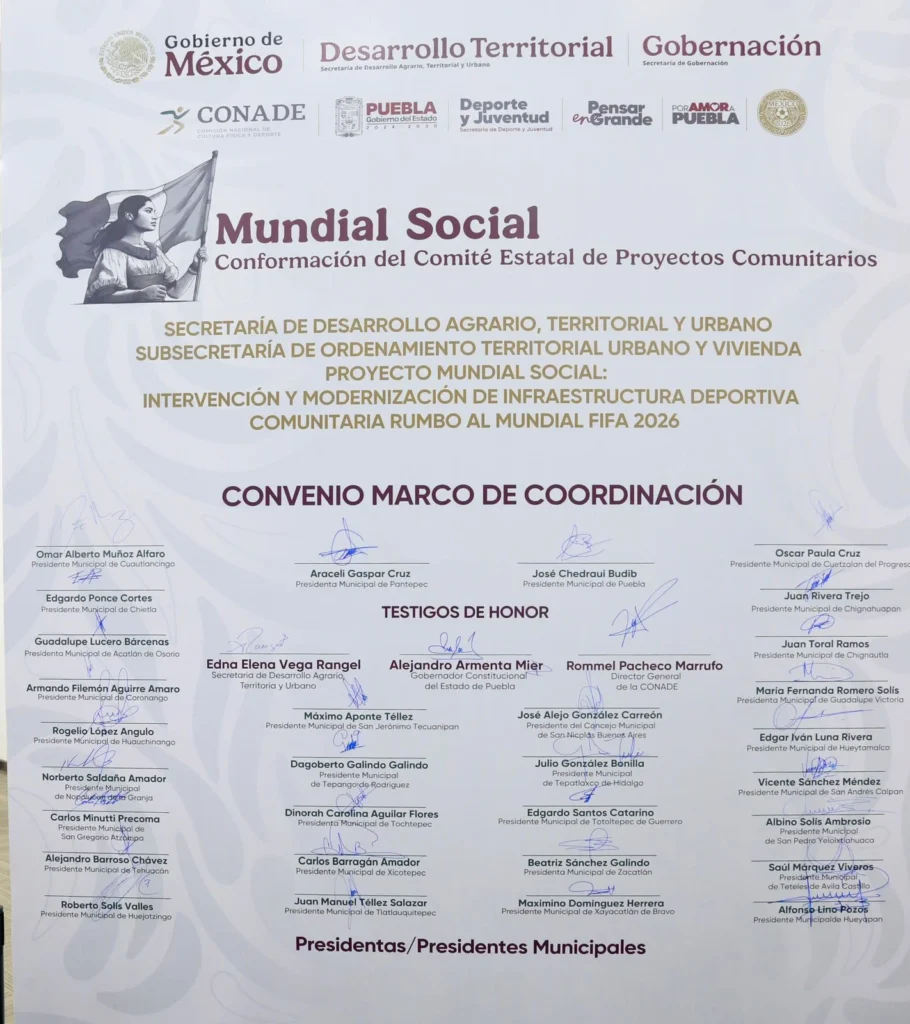 Gobierno de
México
Desarrollo Territorial
Secretaría de Desarrollo Agrario, Territorial y Urbano
Gobernación
Secretaría de Gobernación
CONADE
COMISIÓN NACIONAL DE
CULTURA FÍSICA Y DEPORTE
PUEBLA
Gobierno del Estado
2024 - 2030
Deporte
y Juventud
Secretaría de Deporte y Juventud
Pensar
enGrande
POR AMOR A
PUEBLA
MÉXICO
Mundial Social
Conformación del Comité Estatal de Proyectos Comunitarios
SECRETARÍA DE DESARROLLO AGRARIO, TERRITORIAL Y URBANO
SUBSECRETARÍA DE ORDENAMIENTO TERRITORIAL URBANO Y VIVIENDA
PROYECTO MUNDIAL SOCIAL:
INTERVENCIÓN Y MODERNIZACIÓN DE INFRAESTRUCTURA DEPORTIVA
COMUNITARIA RUMBO AL MUNDIAL FIFA 2026
CONVENIO MARCO DE COORDINACIÓN
Omar Alberto Muñoz Alfaro
Presidente Municipal de Cuautlancingo
Edgardo Ponce Cortes
Presidente Municipal de Chietla
Guadalupe Lucero Bárcenas
Presidenta Municipal de Acatlán de Osorio
Armando Filemón Aguirre Amaro
Presidente Municipal de Coronango
Rogelio López Angulo
Presidente Municipal de Huauchinango
Norberto Saldaña Amador
Presidente Municipal
de Nopalucan de la Granja
Carlos Minutti Precoma
Presidente Municipal de
San Gregorio Atzompa
Alejandro Barroso Chávez
Presidente Municipal de Tehuacán
Roberto Solís Valles
Presidente Municipal de Huejotzingo
Araceli Gaspar Cruz
Presidenta Municipal de Pantepec
José Chedraui Budib
Presidente Municipal de Puebla
TESTIGOS DE HONOR
Edna Elena Vega Rangel
Secretaria de Desarrollo Agrario,
Territorial y Urbano
Alejandro Armenta Mier
Gobernador Constitucional
del Estado de Puebla
Rommel Pacheco Marrufo
Director General
de la CONADE
Máximo Aponte Téllez
Presidente Municipal de San Jerónimo Tecuanipan
José Alejo González Carreón
Presidente del Concejo Municipal
de San Nicolás Buenos Aires
Dagoberto Galindo Galindo
Presidente Municipal
de Tepango de Rodríguez
Julio González Bonilla
Presidente Municipal
de Tepatlaxco de Hidalgo
Dinorah Carolina Aguilar Flores
Presidenta Municipal de Tochtepec
Edgardo Santos Catarino
Presidente Municipal de Totoltepec de Guerrero
Carlos Barragán Amador
Presidente Municipal de Xicotepec
Beatriz Sánchez Galindo
Presidenta Municipal de Zacatlán
Juan Manuel Téllez Salazar
Presidente Municipal de Tlatlauquitepec
Maximino Domínguez Herrera
Presidente Municipal de Xayacatlán de Bravo
Oscar Paula Cruz
Presidente Municipal de Cuetzalan del Progreso
Juan Rivera Trejo
Presidente Municipal de Chignahuapan
Juan Toral Ramos
Presidente Municipal de Chignautla
María Fernanda Romero Solís
Presidenta Municipal de Guadalupe Victoria
Edgar Iván Luna Rivera
Presidente Municipal de Hueytamalco
Vicente Sánchez Méndez
Presidente Municipal de San Andrés Calpan
Albino Solís Ambrosio
Presidente Municipal
de San Pedro Yeloixtlahuaca
Saúl Márquez Viveros
Presidente Municipal
de Teteles de Avila Castillo
Alfonso Lino Pozos
Presidente Municipalde Hueyapan
Presidentas/Presidentes Municipales